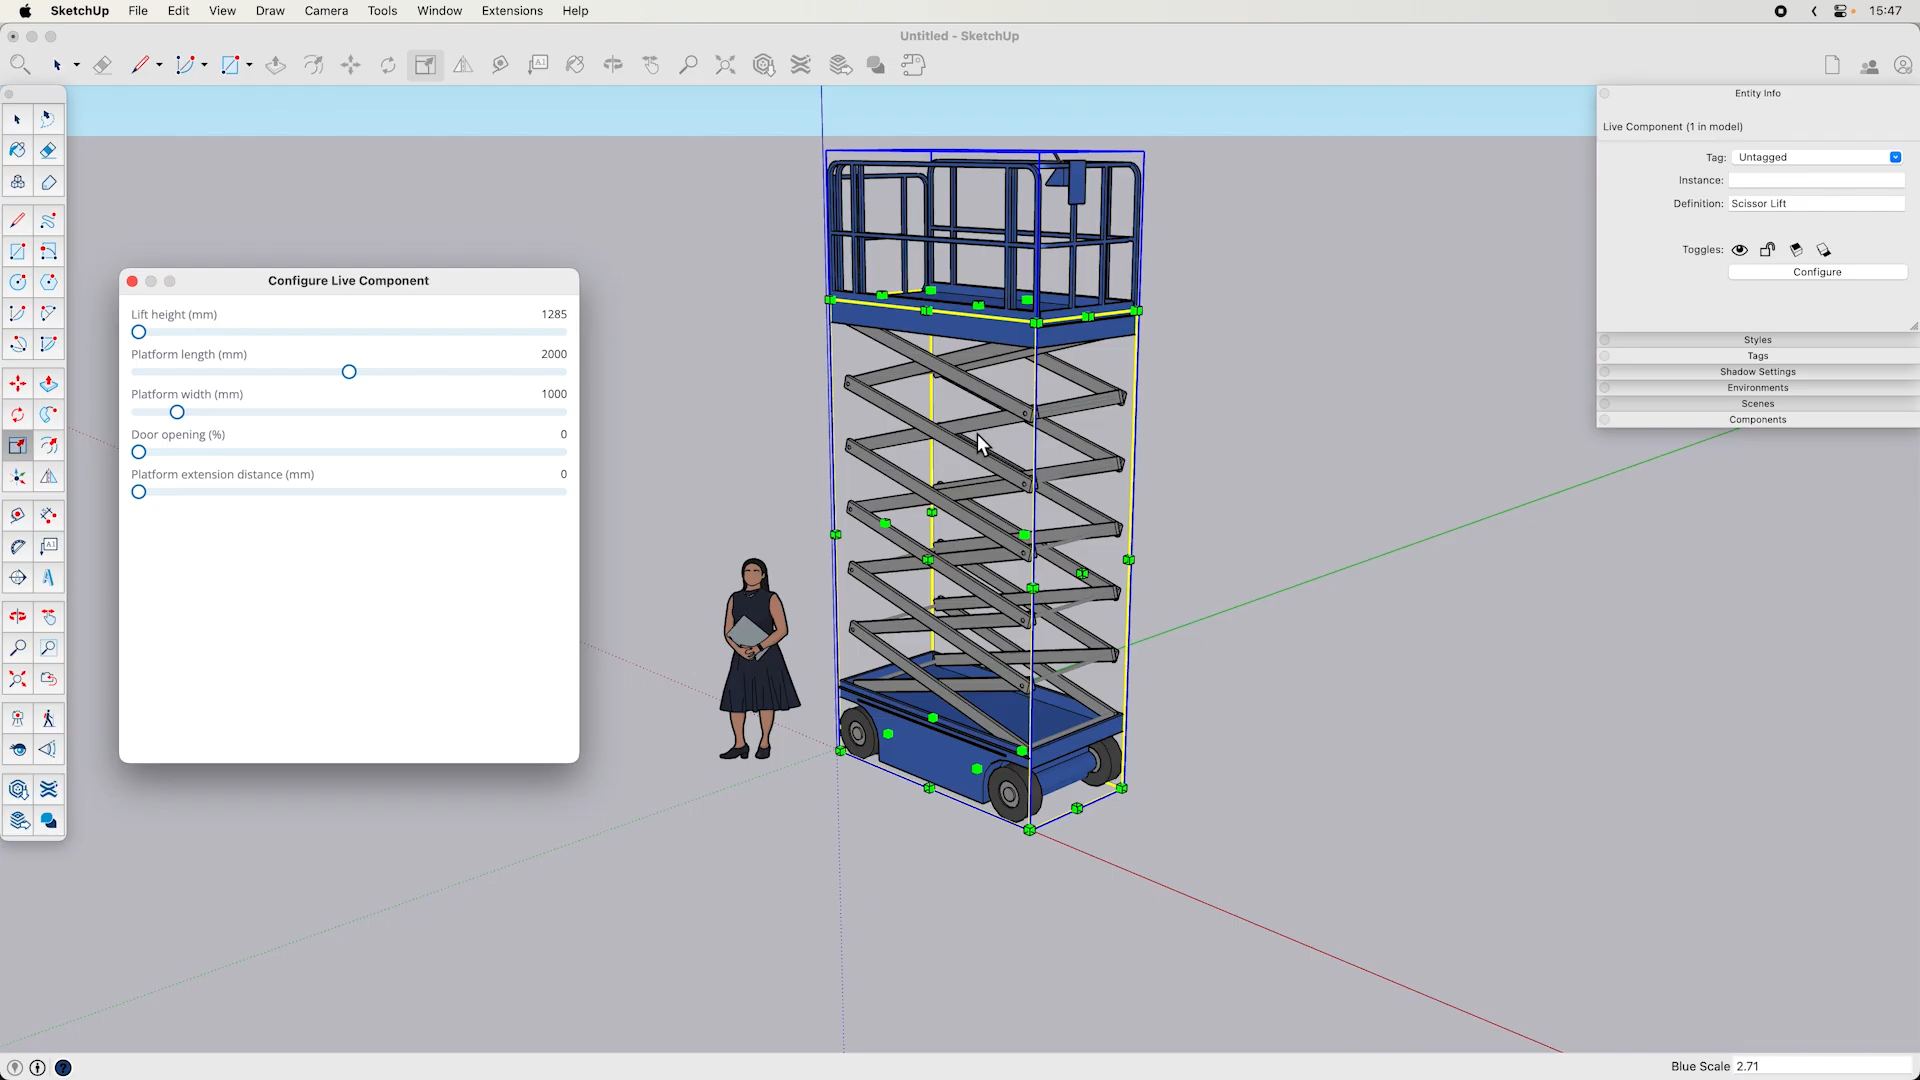 SketchUp File Edit View Draw Camera Tools Window Extensions Help 15:47
Untitled - SketchUp
Entity Info
Live Component (1 in model)
Tag: Untagged
Instance:
Definition: Scissor Lift
Toggles:
Configure
Styles
Tags
Shadow Settings
Environments
Scenes
Components
Configure Live Component
Lift height (mm) 1285
Platform length (mm) 2000
Platform width (mm) 1000
Door opening (%) 0
Platform extension distance (mm) 0
Blue Scale 2.71